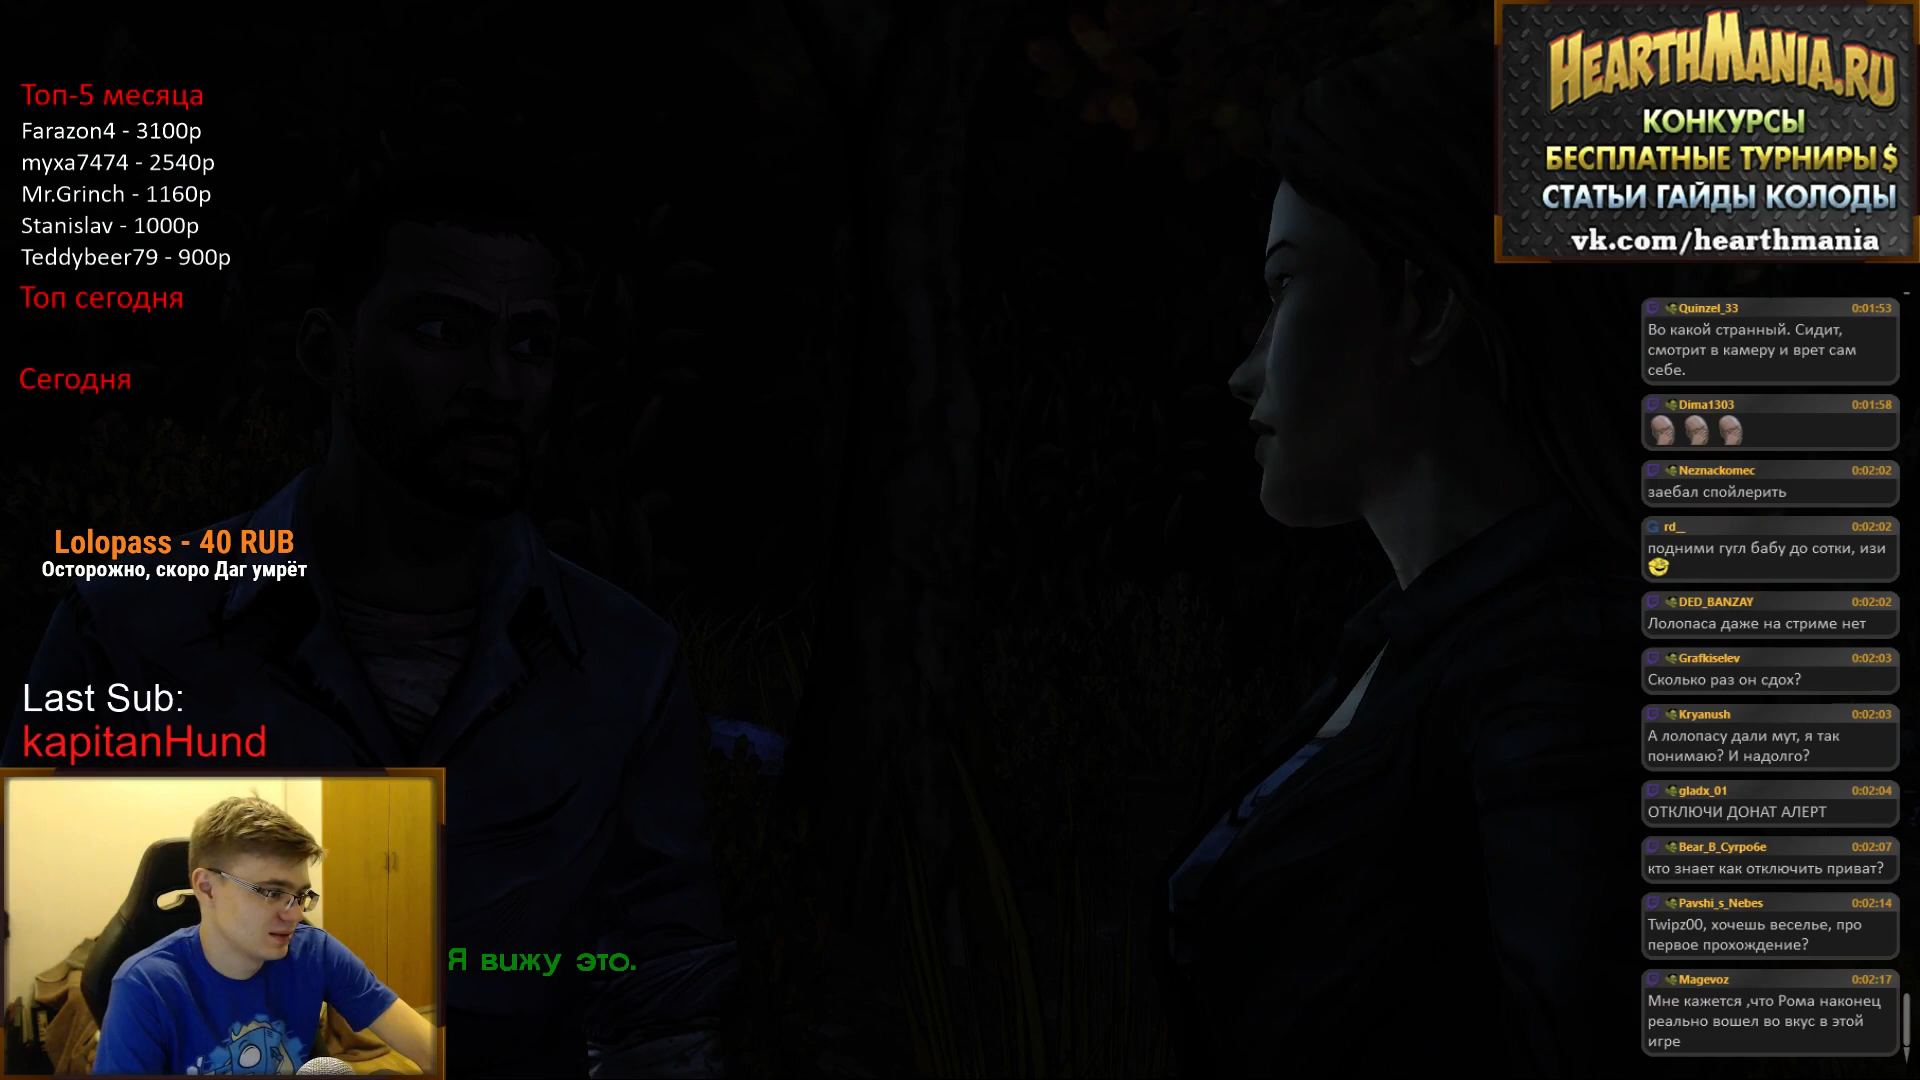 Топ-5 месяца
Farazon4 - 3100р
myxa7474 - 2540р
Mr.Grinch - 1160р
Stanislav - 1000р
Teddybeer79 - 900р
Топ сегодня
Сегодня
Lolopass - 40 RUB
Осторожно, скоро Даг умрёт
Last Sub:
kapitanHund
Я вижу это.
HEARTHMANIA.RU
КОНКУРСЫ
БЕСПЛАТНЫЕ ТУРНИРЫ $
СТАТЬИ ГАЙДЫ КОЛОДЫ
vk.com/hearthmania
Quinzel_33 0:01:53
Во какой странный. Сидит,
смотрит в камеру и врет сам
себе.
Dima1303 0:01:58
Neznackomec 0:02:02
заебал спойлерить
rd__ 0:02:02
подними гугл бабу до сотки, изи
DED_BANZAY 0:02:02
Лолопаса даже на стриме нет
Grafkiselev 0:02:03
Сколько раз он сдох?
Kryanush 0:02:03
А лолопасу дали мут, я так
понимаю? И надолго?
gladx_01 0:02:04
ОТКЛЮЧИ ДОНАТ АЛЕРТ
Bear_B_Cyrpo6e 0:02:07
кто знает как отключить приват?
Pavshi_s_Nebes 0:02:14
Twipz00, хочешь веселье, про
первое прохождение?
Magevoz 0:02:17
Мне кажется ,что Рома наконец
реально вошел во вкус в этой
игре